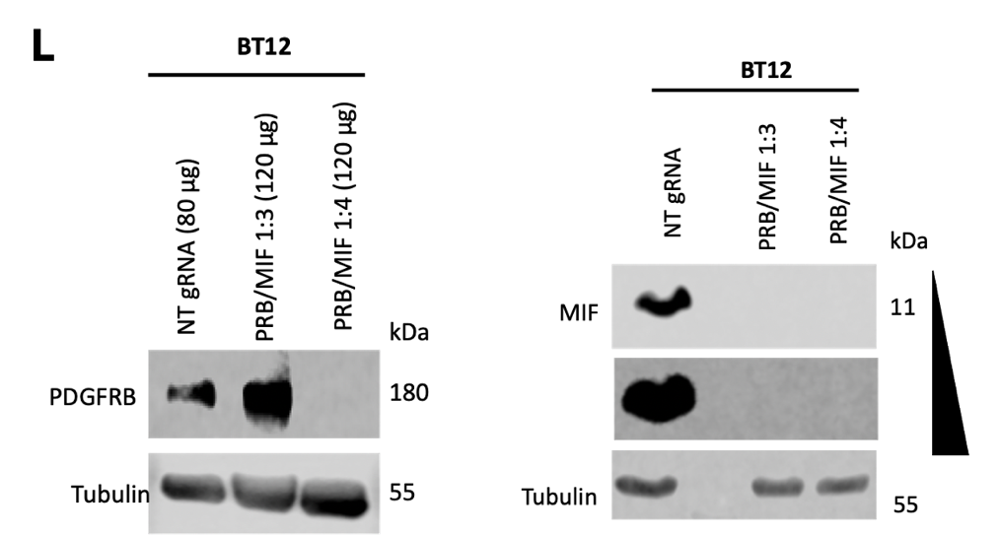 L
BT12
NT gRNA (80 µg)
PRB/MIF 1:3 (120 µg)
PRB/MIF 1:4 (120 µg)
kDa
PDGFRB
180
Tubulin
55
BT12
NT gRNA
PRB/MIF 1:3
PRB/MIF 1:4
kDa
MIF
11
Tubulin
55